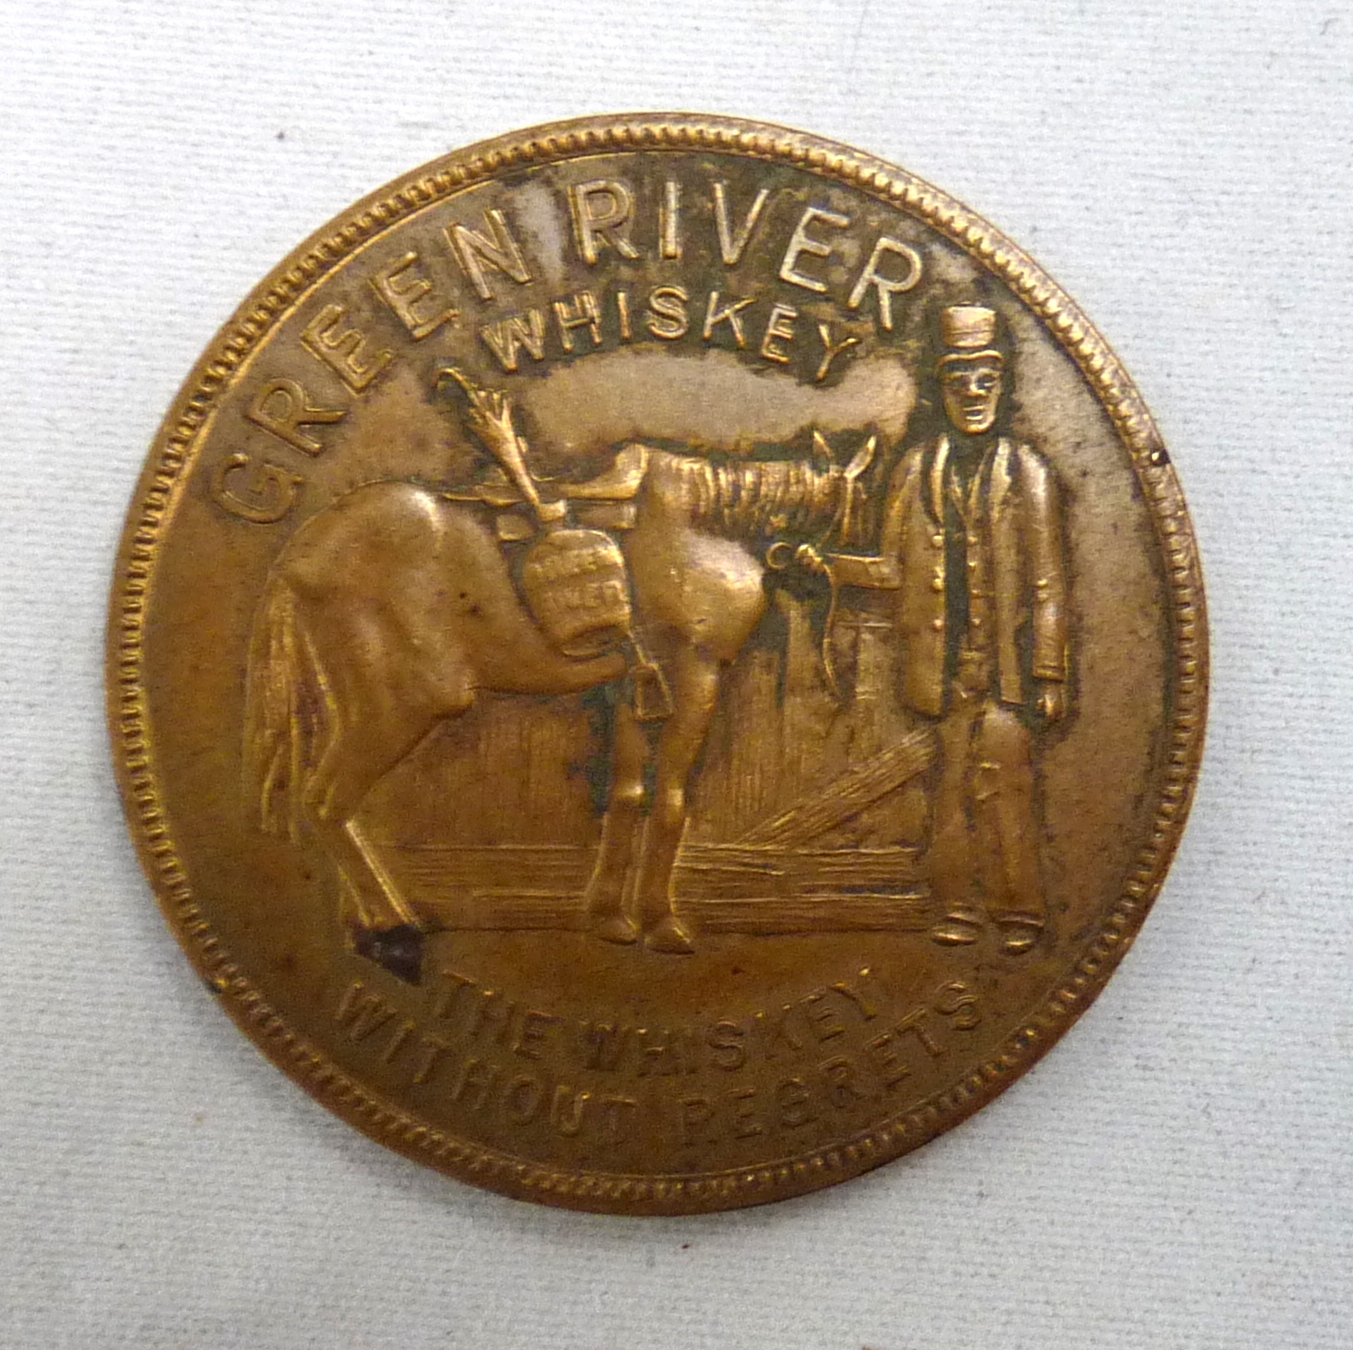 GREEN RIVER
WHISKEY
GREEN
RIVER
THE WHISKEY
WITHOUT REGRETS